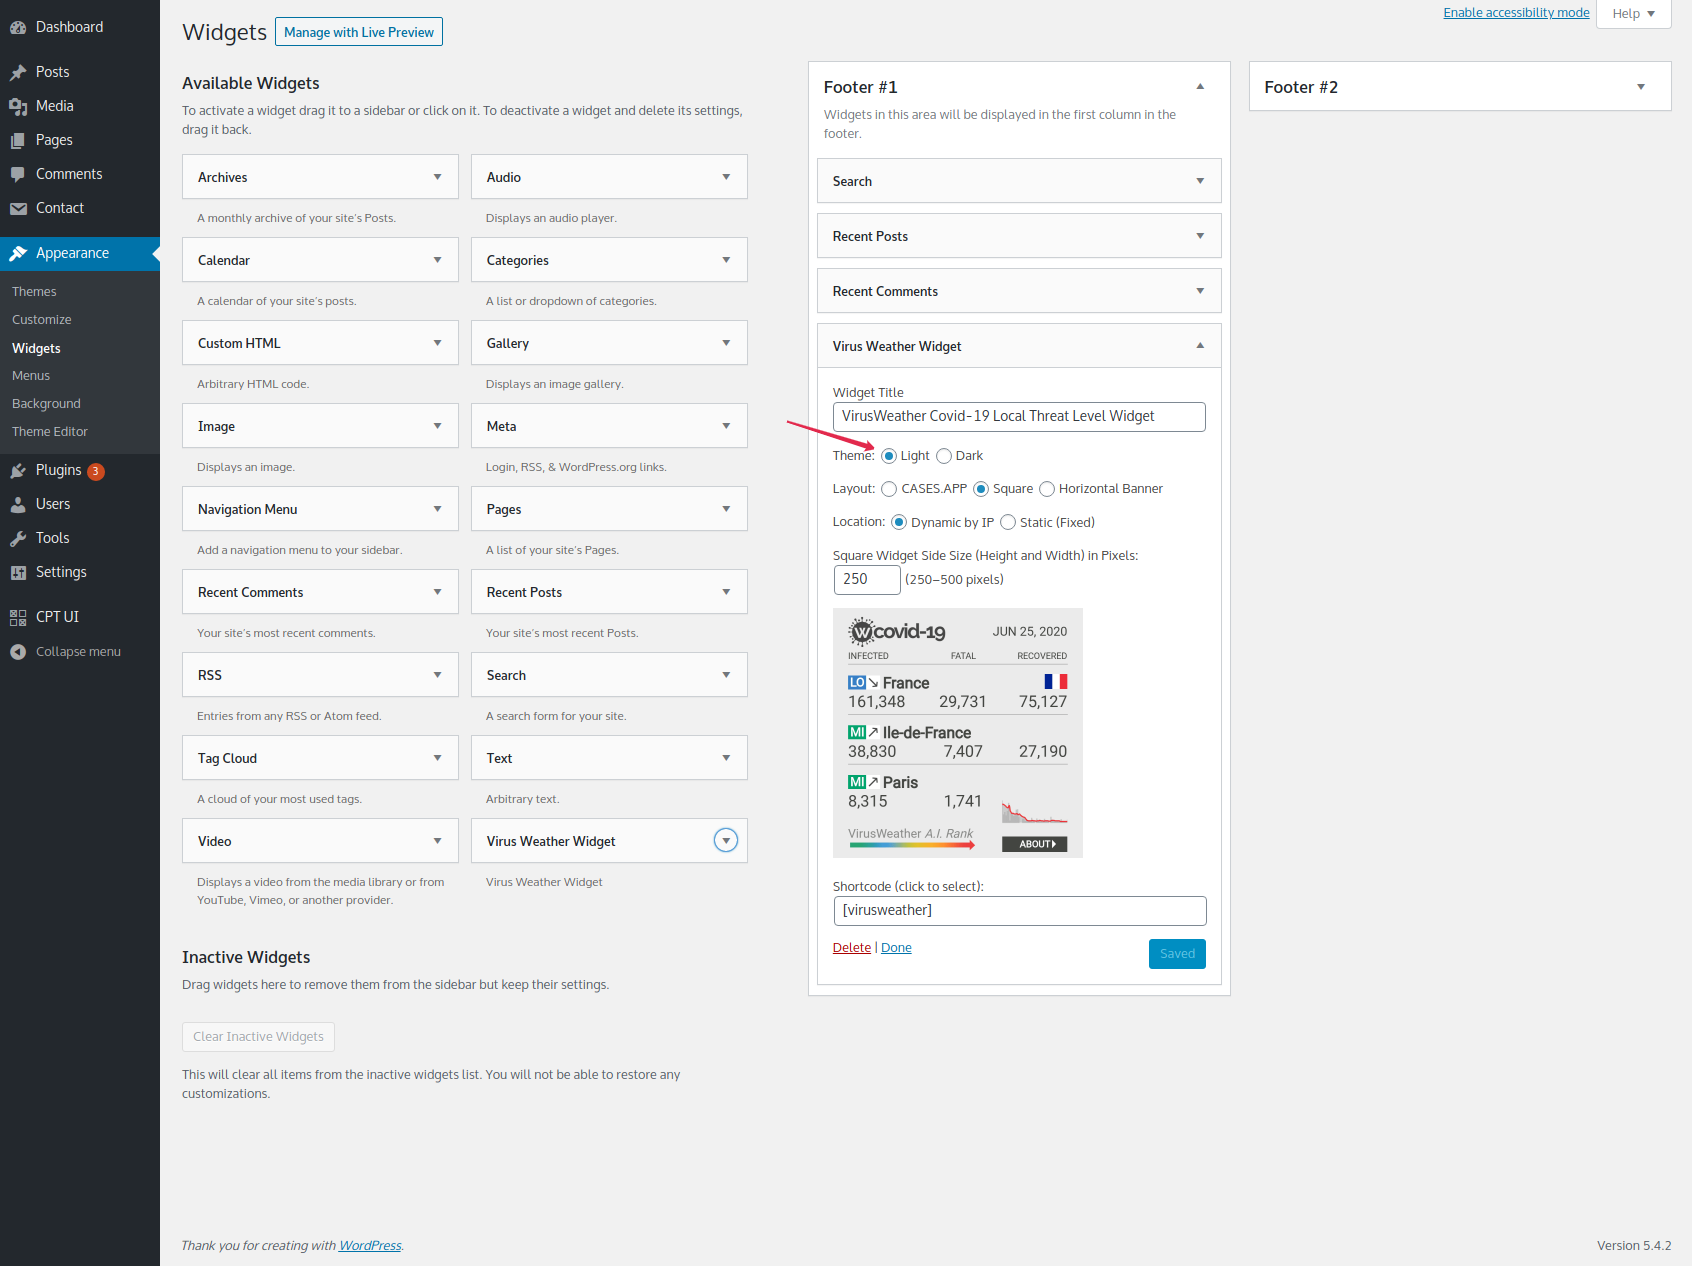 Dashboard
Posts
Media
Pages
Comments
Contact
Appearance
Themes
Customize
Widgets
Menus
Background
Theme Editor
Plugins 3
Users
Tools
Settings
CPT UI
Collapse menu
Enable accessibility mode
Help
Widgets Manage with Live Preview
Available Widgets
To activate a widget drag it to a sidebar or click on it. To deactivate a widget and delete its settings,
drag it back.
Archives
Audio
A monthly archive of your site's Posts.
Displays an audio player.
Calendar
Categories
A calendar of your site's posts.
A list or dropdown of categories.
Custom HTML
Gallery
Arbitrary HTML code.
Displays an image gallery.
Image
Meta
Displays an image.
Login, RSS, & WordPress.org links.
Navigation Menu
Pages
Add a navigation menu to your sidebar.
A list of your site's Pages.
Recent Comments
Recent Posts
Your site's most recent comments.
Your site's most recent Posts.
RSS
Search
Entries from any RSS or Atom feed.
A search form for your site.
Tag Cloud
Text
A cloud of your most used tags.
Arbitrary text.
Video
Virus Weather Widget
Displays a video from the media library or from
YouTube, Vimeo, or another provider.
Virus Weather Widget
Inactive Widgets
Drag widgets here to remove them from the sidebar but keep their settings.
Clear Inactive Widgets
This will clear all items from the inactive widgets list. You will not be able to restore any
customizations.
Footer #1
Widgets in this area will be displayed in the first column in the
footer.
Search
Recent Posts
Recent Comments
Virus Weather Widget
Widget Title
VirusWeather Covid-19 Local Threat Level Widget
Theme: Light Dark
Layout: CASES.APP Square Horizontal Banner
Location: Dynamic by IP Static (Fixed)
Square Widget Side Size (Height and Width) in Pixels:
250 (250–500 pixels)
Wcovid-19 JUN 25, 2020
INFECTED FATAL RECOVERED
LO France
161,348 29,731 75,127
MI Ile-de-France
38,830 7,407 27,190
MI Paris
8,315 1,741
VirusWeather A.I. Rank
ABOUT
Shortcode (click to select):
[virusweather]
Delete | Done
Saved
Footer #2
Thank you for creating with WordPress.
Version 5.4.2